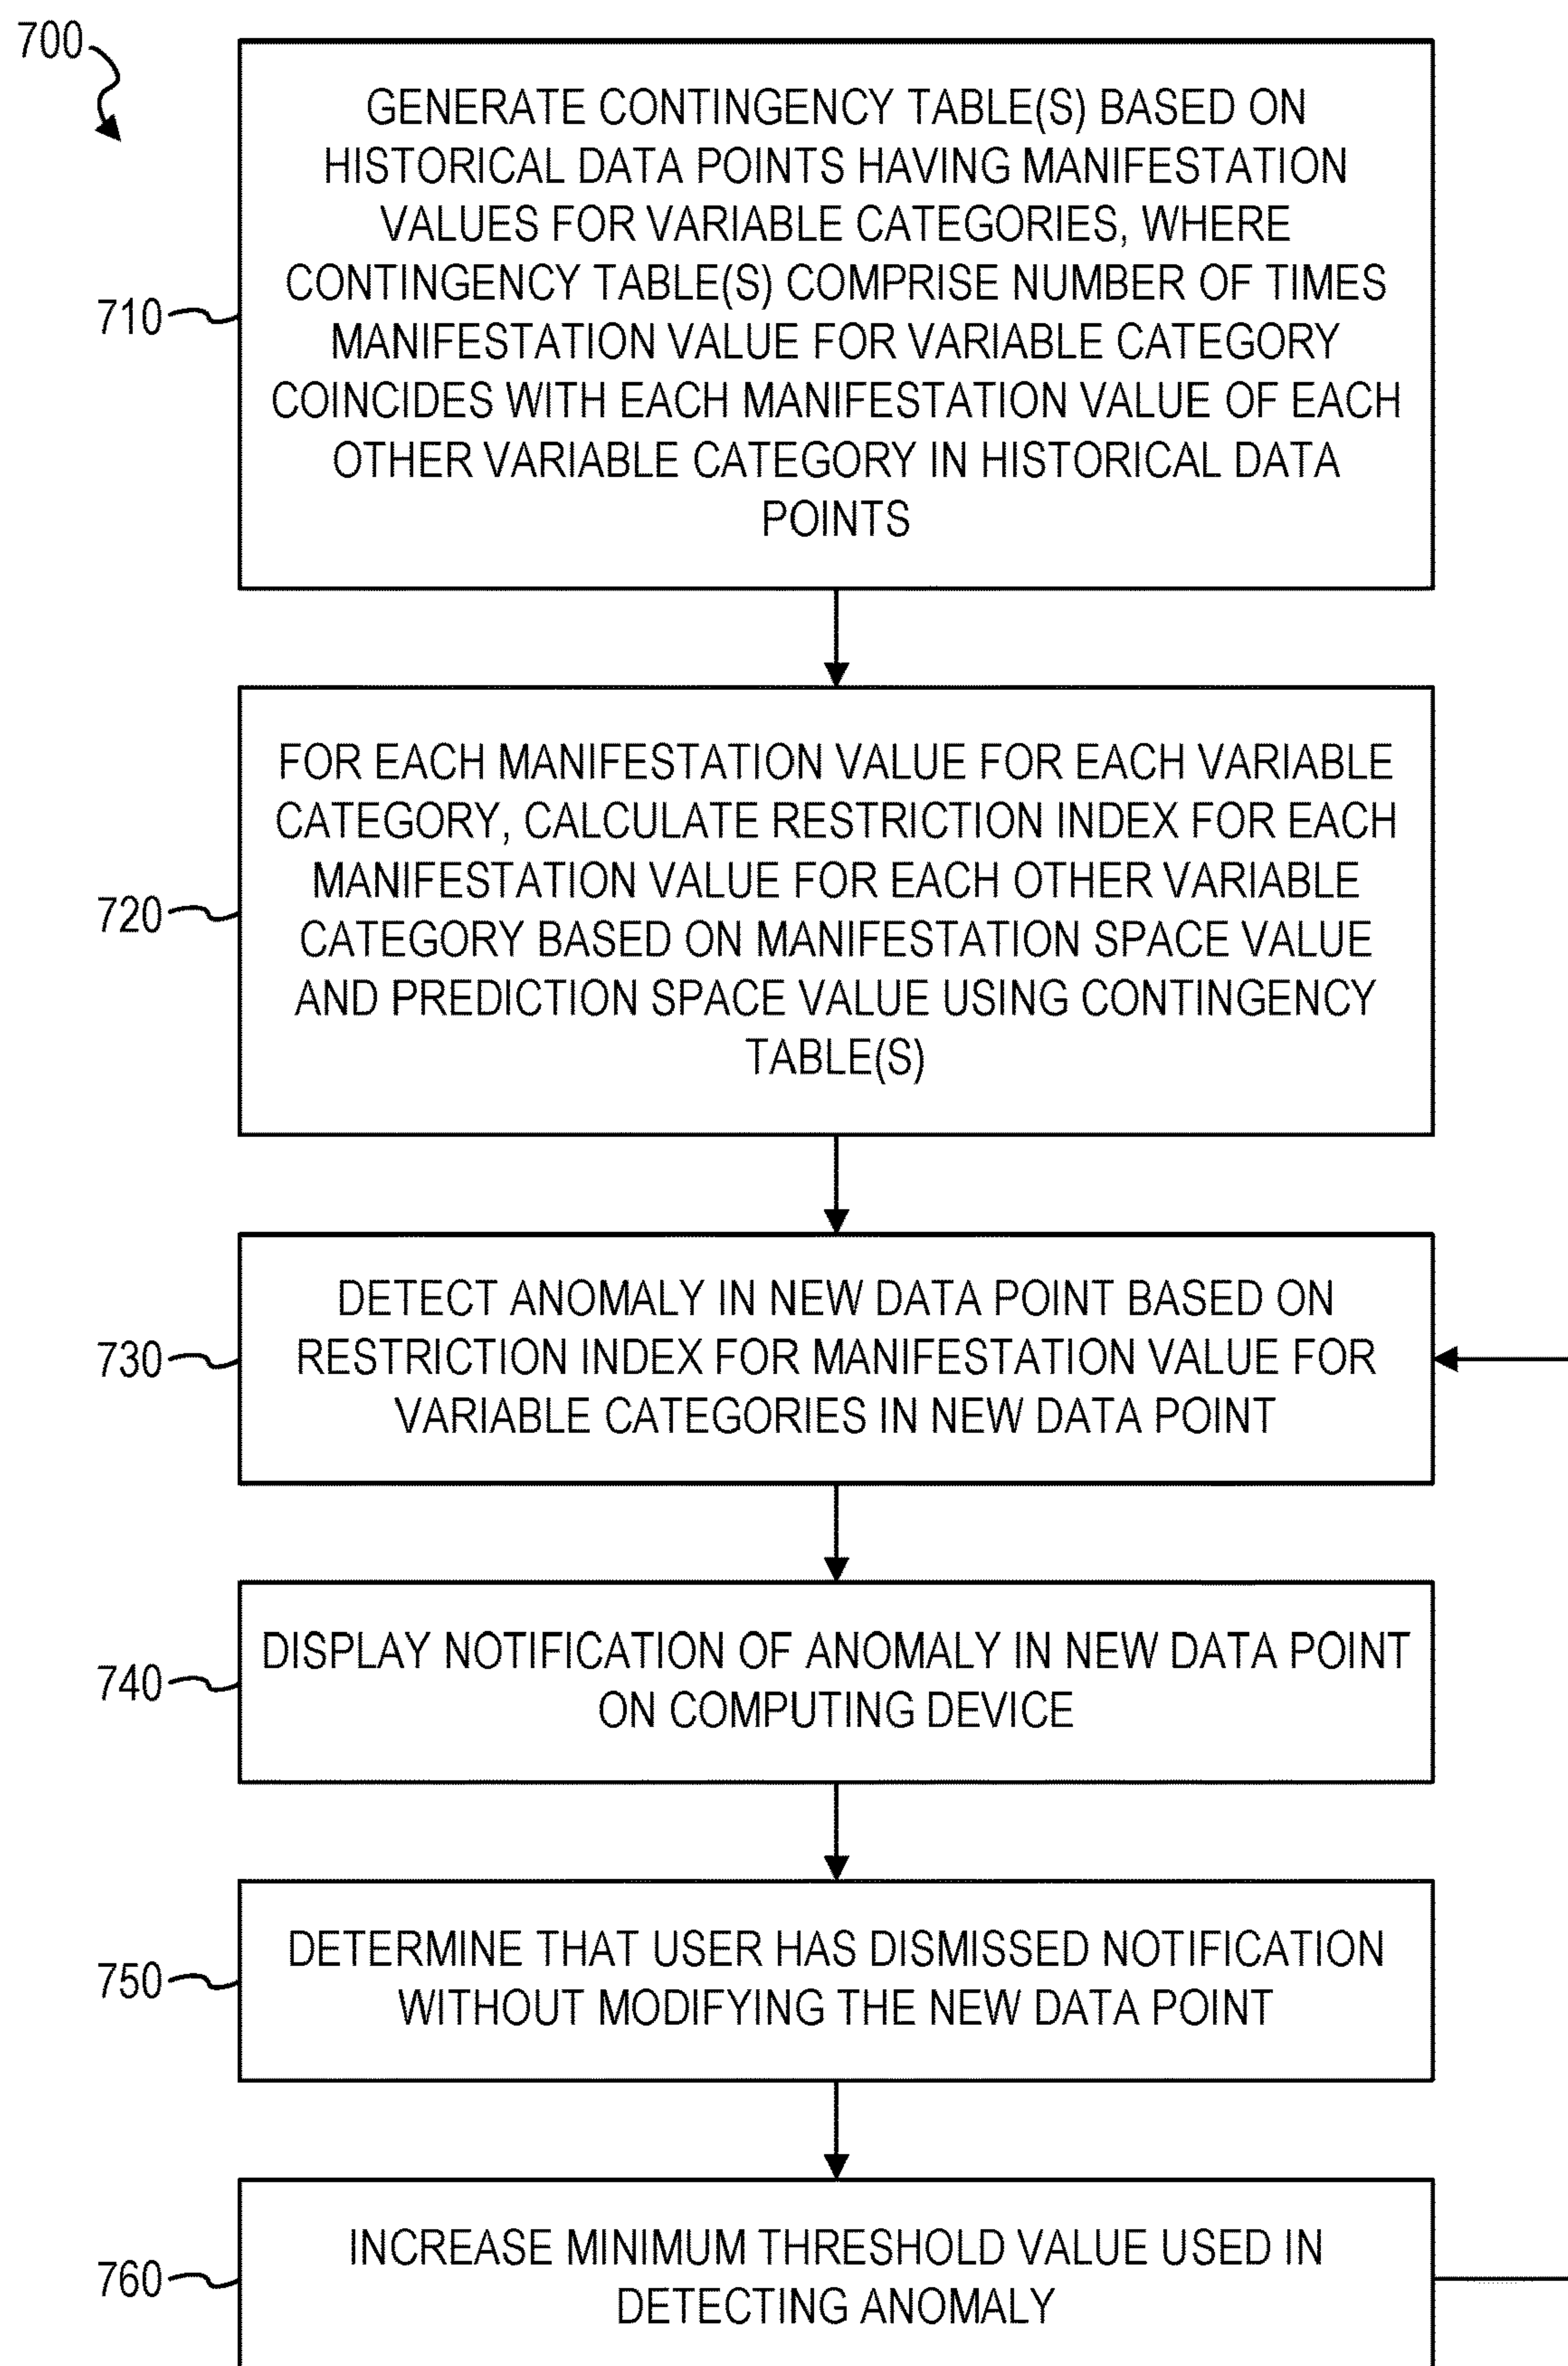 700
GENERATE CONTINGENCY TABLE(S) BASED ON
HISTORICAL DATA POINTS HAVING MANIFESTATION
VALUES FOR VARIABLE CATEGORIES, WHERE
CONTINGENCY TABLE(S) COMPRISE NUMBER OF TIMES
MANIFESTATION VALUE FOR VARIABLE CATEGORY
COINCIDES WITH EACH MANIFESTATION VALUE OF EACH
OTHER VARIABLE CATEGORY IN HISTORICAL DATA
POINTS
710
FOR EACH MANIFESTATION VALUE FOR EACH VARIABLE
CATEGORY, CALCULATE RESTRICTION INDEX FOR EACH
MANIFESTATION VALUE FOR EACH OTHER VARIABLE
CATEGORY BASED ON MANIFESTATION SPACE VALUE
AND PREDICTION SPACE VALUE USING CONTINGENCY
TABLE(S)
720
DETECT ANOMALY IN NEW DATA POINT BASED ON
RESTRICTION INDEX FOR MANIFESTATION VALUE FOR
VARIABLE CATEGORIES IN NEW DATA POINT
730
DISPLAY NOTIFICATION OF ANOMALY IN NEW DATA POINT
ON COMPUTING DEVICE
740
DETERMINE THAT USER HAS DISMISSED NOTIFICATION
WITHOUT MODIFYING THE NEW DATA POINT
750
INCREASE MINIMUM THRESHOLD VALUE USED IN
DETECTING ANOMALY
760